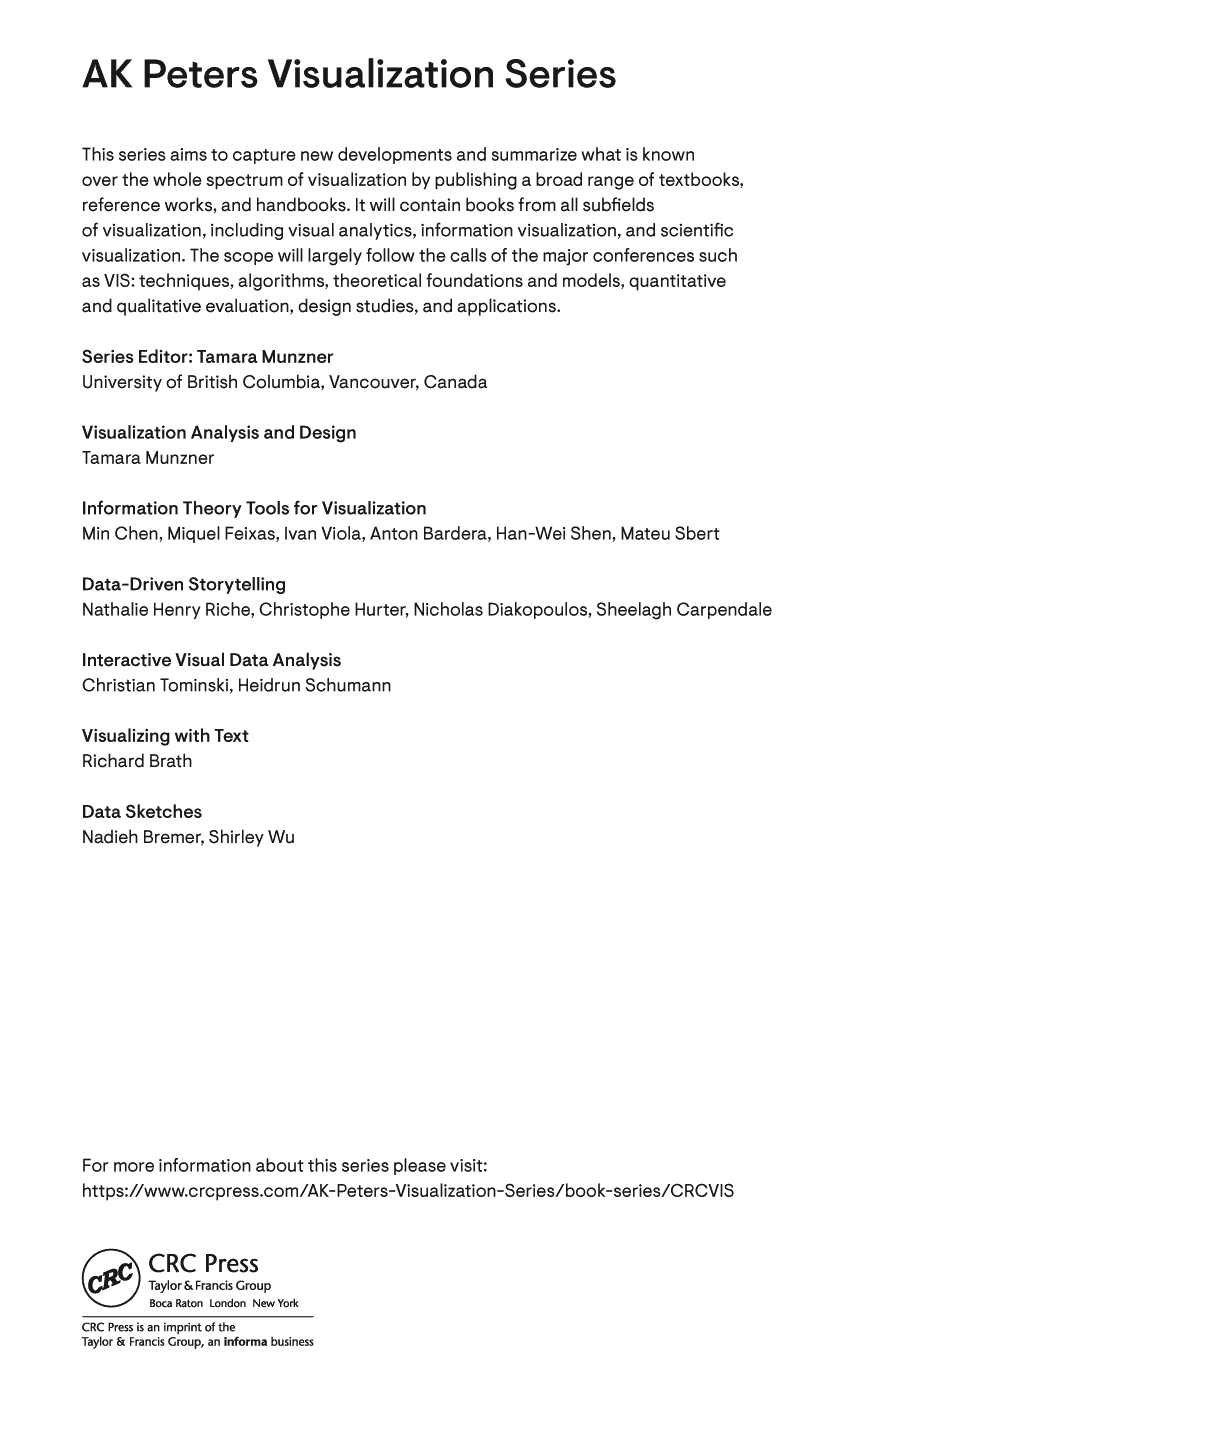 AK Peters Visualization Series
This series aims to capture new developments and summarize what is known
over the whole spectrum of visualization by publishing a broad range of textbooks,
reference works, and handbooks. It will contain books from all subfields
of visualization, including visual analytics, information visualization, and scientific
visualization. The scope will largely follow the calls of the major conferences such
as VIS: techniques, algorithms, theoretical foundations and models, quantitative
and qualitative evaluation, design studies, and applications.
Series Editor: Tamara Munzner
University of British Columbia, Vancouver, Canada
Visualization Analysis and Design
Tamara Munzner
Information Theory Tools for Visualization
Min Chen, Miquel Feixas, Ivan Viola, Anton Bardera, Han-Wei Shen, Mateu Sbert
Data-Driven Storytelling
Nathalie Henry Riche, Christophe Hurter, Nicholas Diakopoulos, Sheelagh Carpendale
Interactive Visual Data Analysis
Christian Tominski, Heidrun Schumann
Visualizing with Text
Richard Brath
Data Sketches
Nadieh Bremer, Shirley Wu
For more information about this series please visit:
https://www.crcpress.com/AK-Peters-Visualization-Series/book-series/CRCVIS
CRC
CRC Press
Taylor & Francis Group
Boca Raton London New York
CRC Press is an imprint of the
Taylor & Francis Group, an informa business